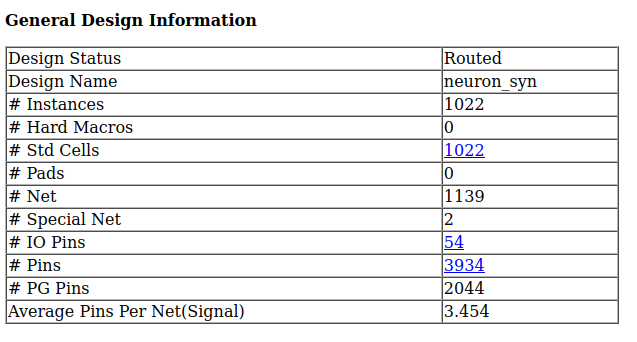 General Design Information
Design Status Routed
Design Name neuron_syn
# Instances 1022
# Hard Macros 0
# Std Cells 1022
# Pads 0
# Net 1139
# Special Net 2
# IO Pins 54
# Pins 3934
# PG Pins 2044
Average Pins Per Net(Signal) 3.454